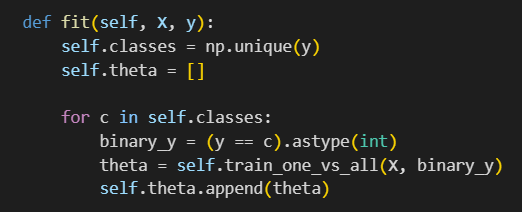 def fit(self, X, y):
    self.classes = np.unique(y)
    self.theta = []

    for c in self.classes:
        binary_y = (y == c).astype(int)
        theta = self.train_one_vs_all(X, binary_y)
        self.theta.append(theta)